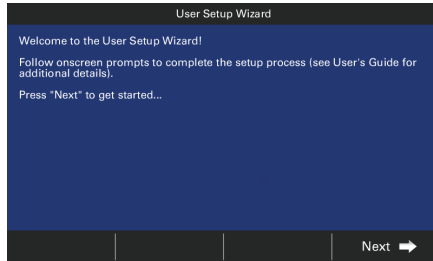 User Setup Wizard
Welcome to the User Setup Wizard!
Follow onscreen prompts to complete the setup process (see User's Guide for
additional details).
Press "Next" to get started...
Next